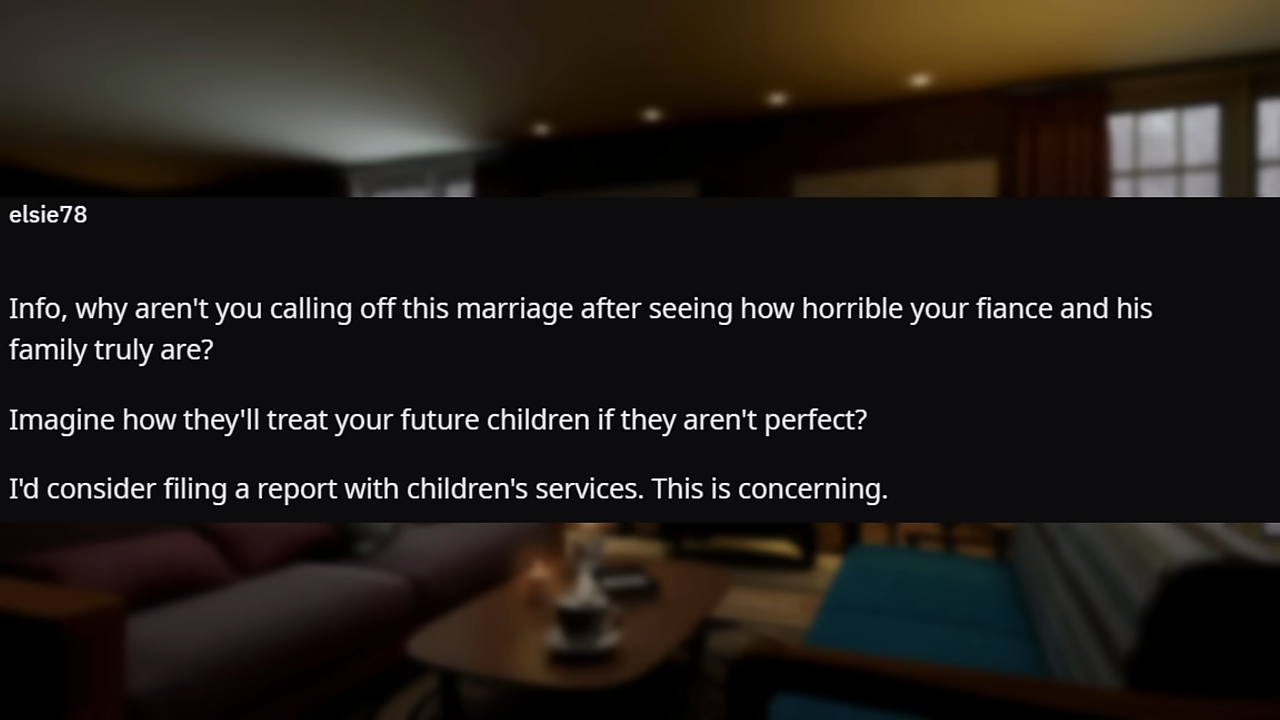 elsie78
Info, why aren't you calling off this marriage after seeing how horrible your fiance and his
family truly are?
Imagine how they'll treat your future children if they aren't perfect?
I'd consider filing a report with children's services. This is concerning.